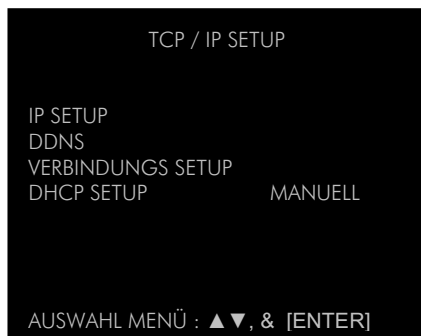 TCP / IP SETUP
IP SETUP
DDNS
VERBINDUNGS SETUP
DHCP SETUP MANUELL
AUSWAHL MENÜ : ▲▼, & [ENTER]